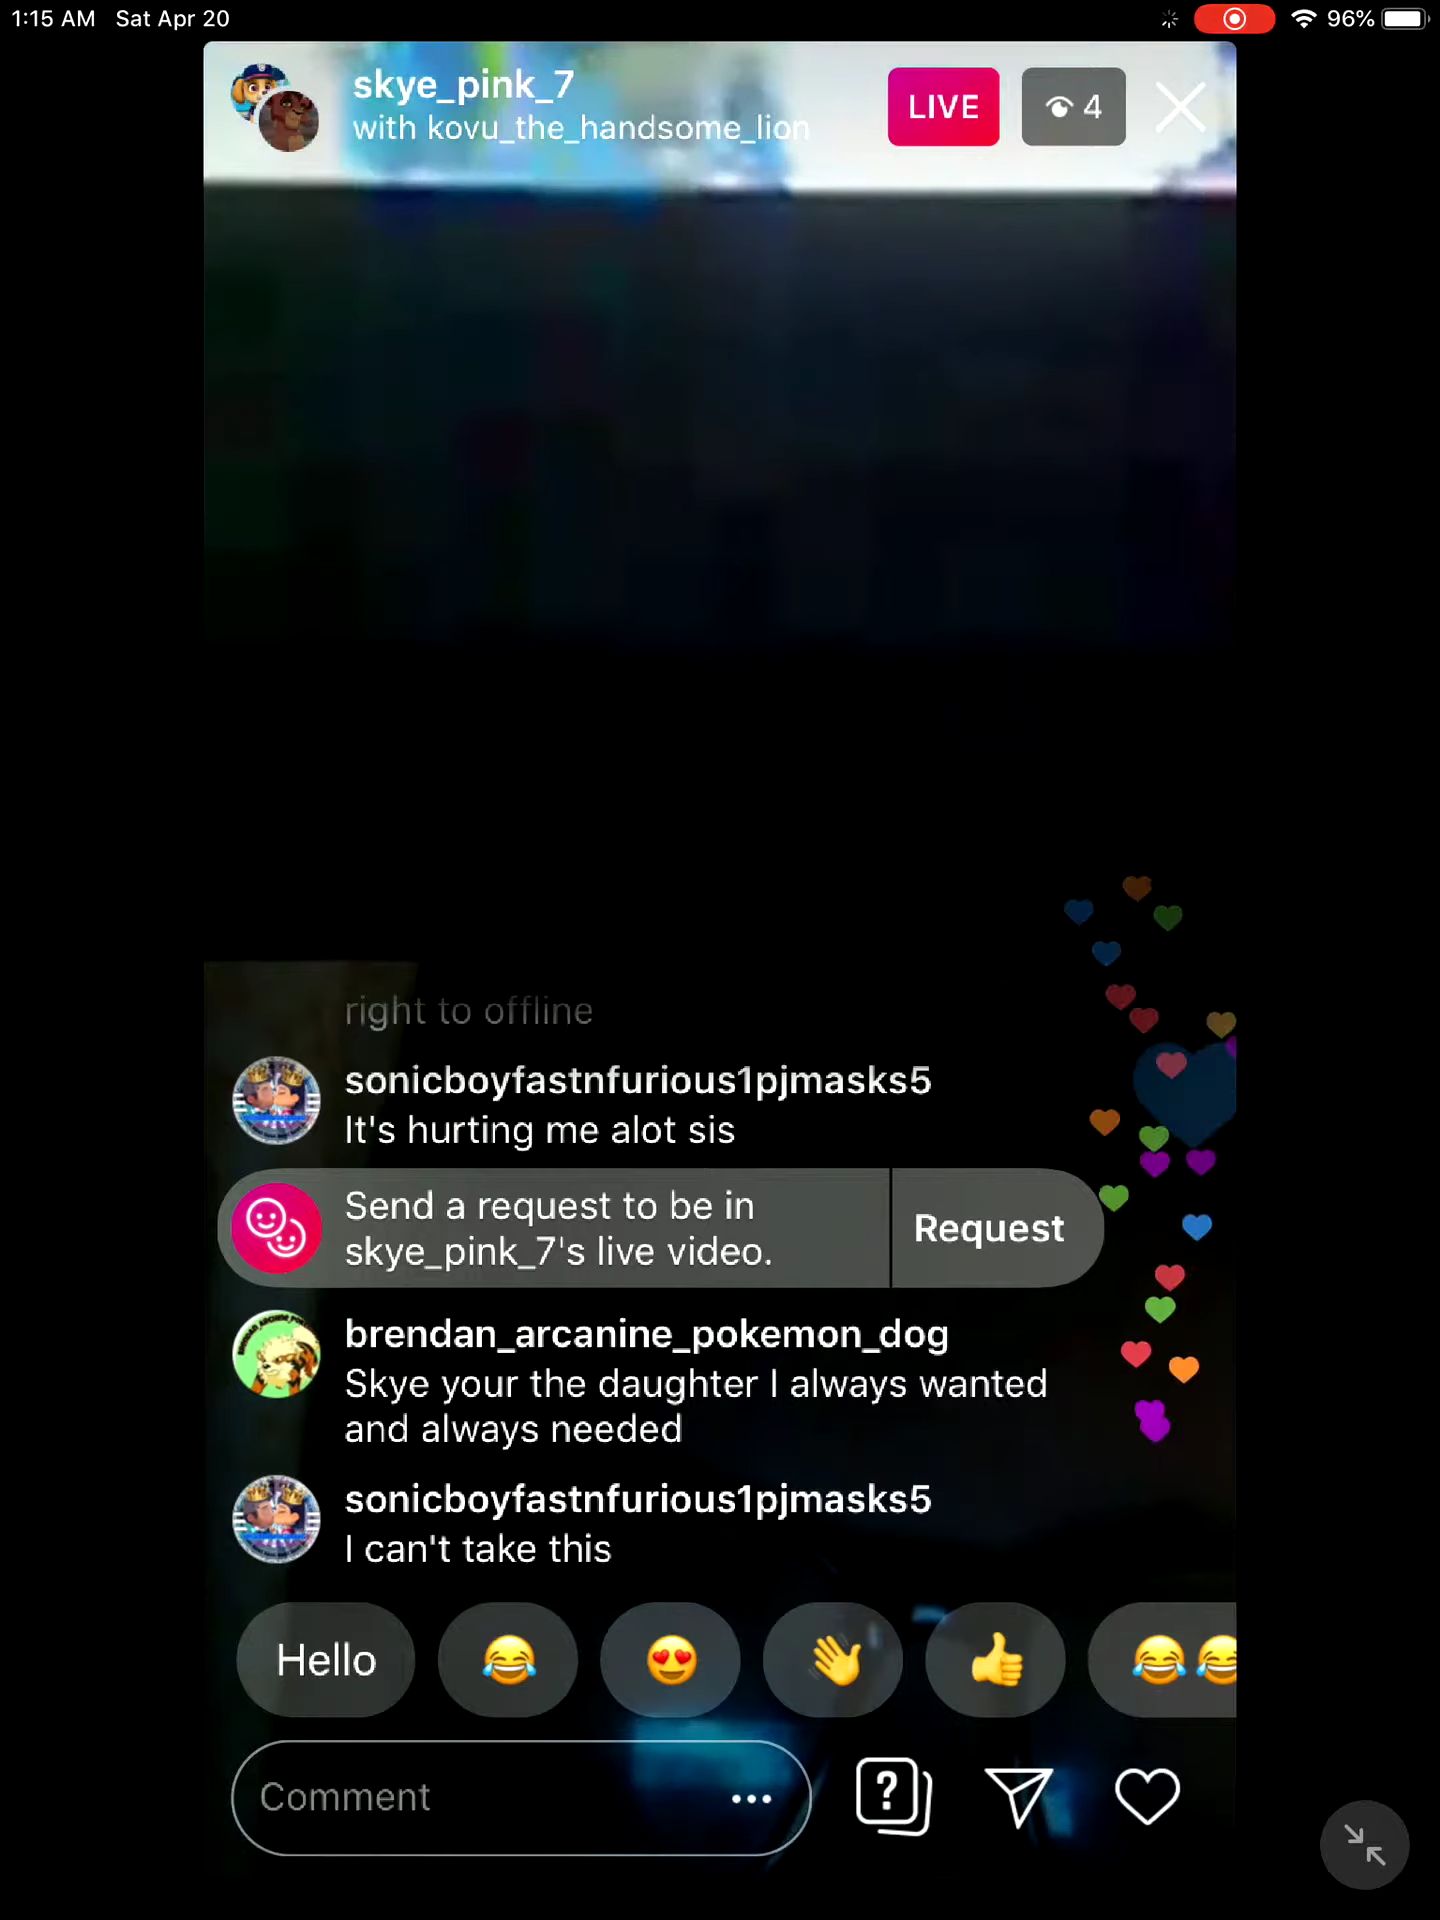 1:15 AM Sat Apr 20
96%
skye_pink_7
with kovu_the_handsome_lion
LIVE
4
right to offline
sonicboyfastnfurious1pjmasks5
It's hurting me alot sis
Send a request to be in
skye_pink_7's live video.
Request
brendan_arcanine_pokemon_dog
Skye your the daughter I always wanted
and always needed
sonicboyfastnfurious1pjmasks5
I can't take this
Hello
Comment